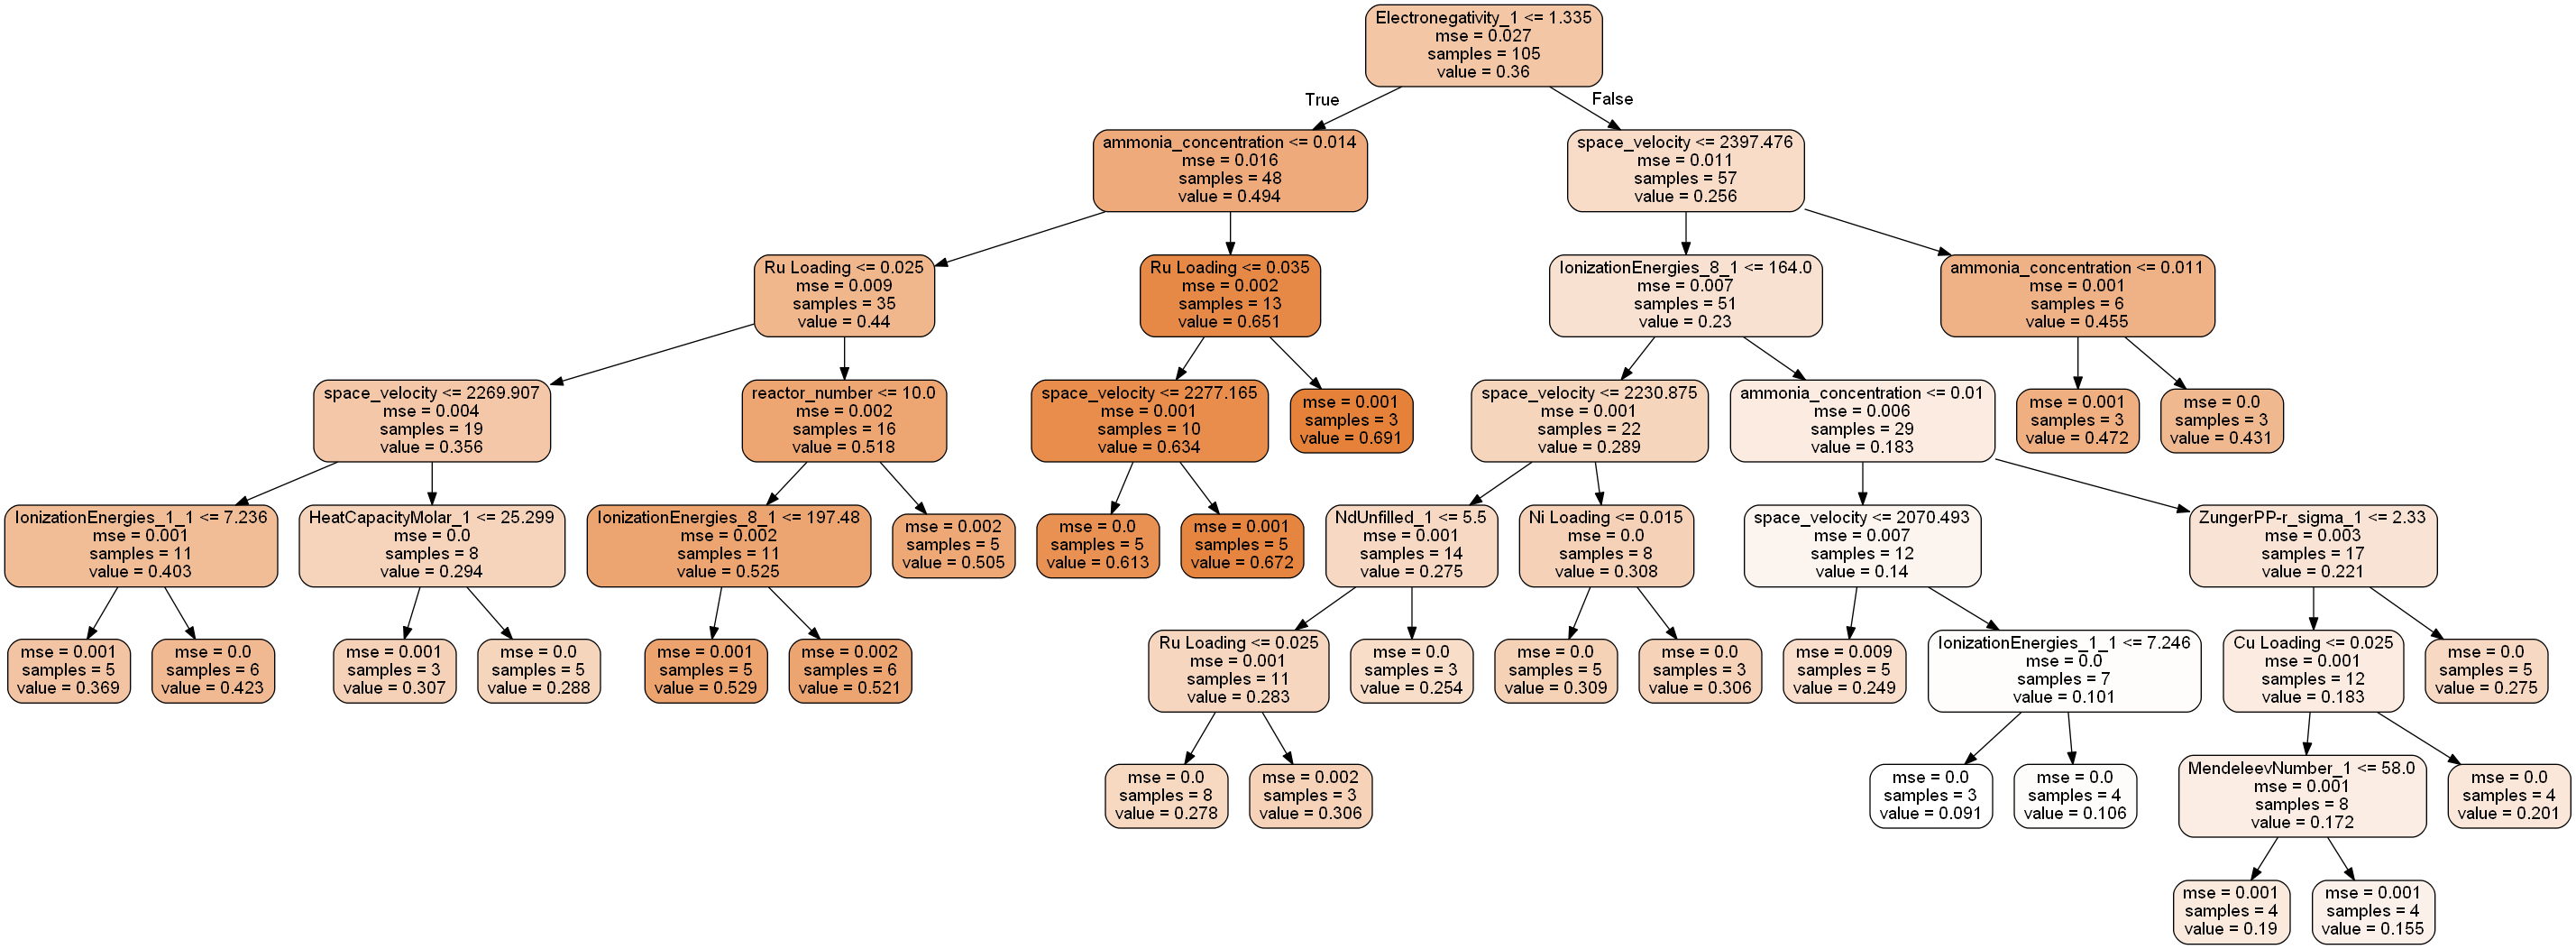 Electronegativity_1 <= 1.335
mse = 0.027
samples = 105
value = 0.36
True
False
ammonia_concentration <= 0.014
mse = 0.016
samples = 48
value = 0.494
space_velocity <= 2397.476
mse = 0.011
samples = 57
value = 0.256
Ru Loading <= 0.025
mse = 0.009
samples = 35
value = 0.44
Ru Loading <= 0.035
mse = 0.002
samples = 13
value = 0.651
IonizationEnergies_8_1 <= 164.0
mse = 0.007
samples = 51
value = 0.23
ammonia_concentration <= 0.011
mse = 0.001
samples = 6
value = 0.455
space_velocity <= 2269.907
mse = 0.004
samples = 19
value = 0.356
reactor_number <= 10.0
mse = 0.002
samples = 16
value = 0.518
space_velocity <= 2277.165
mse = 0.001
samples = 10
value = 0.634
mse = 0.001
samples = 3
value = 0.691
space_velocity <= 2230.875
mse = 0.001
samples = 22
value = 0.289
ammonia_concentration <= 0.01
mse = 0.006
samples = 29
value = 0.183
mse = 0.001
samples = 3
value = 0.472
mse = 0.0
samples = 3
value = 0.431
IonizationEnergies_1_1 <= 7.236
mse = 0.001
samples = 11
value = 0.403
HeatCapacityMolar_1 <= 25.299
mse = 0.0
samples = 8
value = 0.294
IonizationEnergies_8_1 <= 197.48
mse = 0.002
samples = 11
value = 0.525
mse = 0.002
samples = 5
value = 0.505
mse = 0.0
samples = 5
value = 0.613
mse = 0.001
samples = 5
value = 0.672
NdUnfilled_1 <= 5.5
mse = 0.001
samples = 14
value = 0.275
Ni Loading <= 0.015
mse = 0.0
samples = 8
value = 0.308
space_velocity <= 2070.493
mse = 0.007
samples = 12
value = 0.14
ZungerPP-r_sigma_1 <= 2.33
mse = 0.003
samples = 17
value = 0.221
mse = 0.001
samples = 5
value = 0.369
mse = 0.0
samples = 6
value = 0.423
mse = 0.001
samples = 3
value = 0.307
mse = 0.0
samples = 5
value = 0.288
mse = 0.001
samples = 5
value = 0.529
mse = 0.002
samples = 6
value = 0.521
Ru Loading <= 0.025
mse = 0.001
samples = 11
value = 0.283
mse = 0.0
samples = 3
value = 0.254
mse = 0.0
samples = 5
value = 0.309
mse = 0.0
samples = 3
value = 0.306
mse = 0.009
samples = 5
value = 0.249
IonizationEnergies_1_1 <= 7.246
mse = 0.0
samples = 7
value = 0.101
Cu Loading <= 0.025
mse = 0.001
samples = 12
value = 0.183
mse = 0.0
samples = 5
value = 0.275
mse = 0.0
samples = 8
value = 0.278
mse = 0.002
samples = 3
value = 0.306
mse = 0.0
samples = 3
value = 0.091
mse = 0.0
samples = 4
value = 0.106
MendeleevNumber_1 <= 58.0
mse = 0.001
samples = 8
value = 0.172
mse = 0.0
samples = 4
value = 0.201
mse = 0.001
samples = 4
value = 0.19
mse = 0.001
samples = 4
value = 0.155